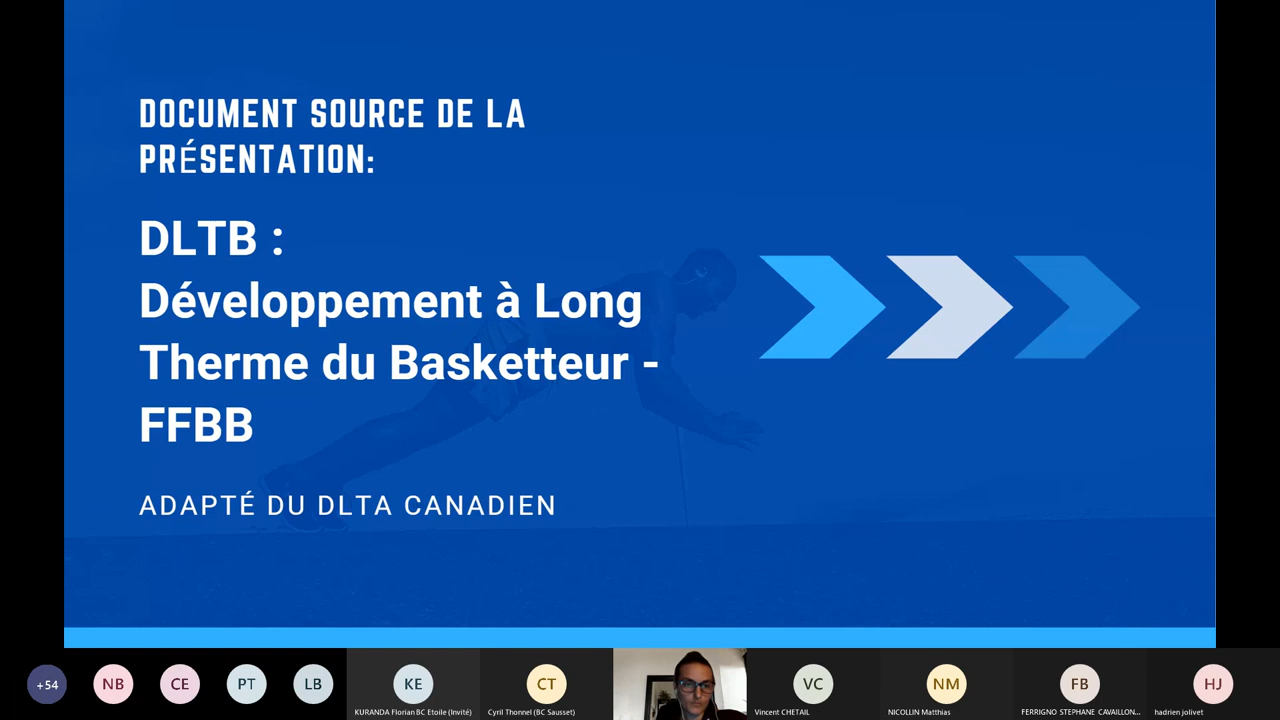 DOCUMENT SOURCE DE LA
PRÉSENTATION:
DLTB :
Développement à Long
Therme du Basketteur -
FFBB
ADAPTÉ DU DLTA CANADIEN
+54
NB
CE
PT
LB
KE
CT
VC
NM
FB
HJ
KURANDA Florian BC Etoile (Invité)
Cyril Thonnel (BC Sausset)
Vincent CHETAIL
NICOLLIN Matthias
FERRIGNO STEPHANE CAVAILLON...
hadrien jolivet